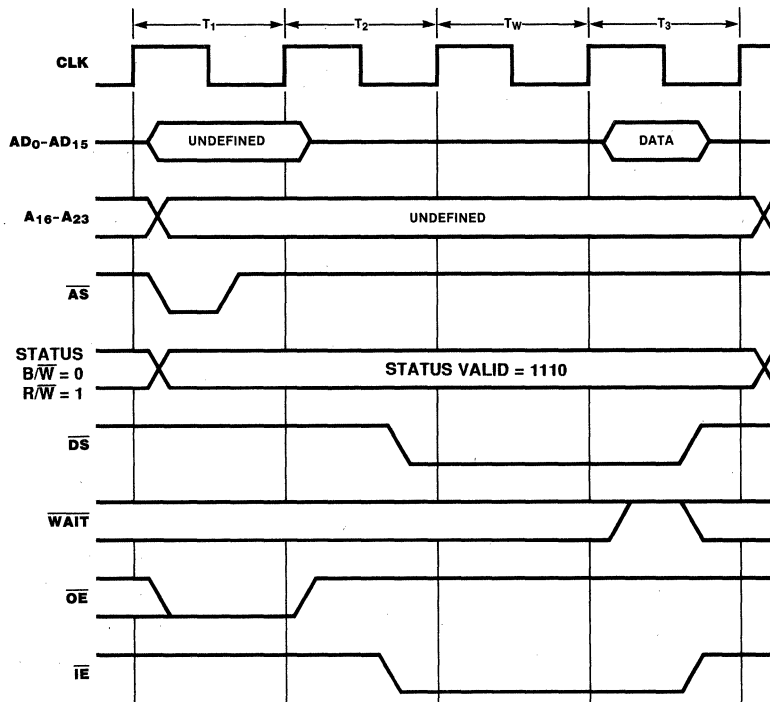 T1 T2 TW T3
CLK
AD0-AD15 UNDEFINED DATA
A16-A23 UNDEFINED
AS
STATUS
B/W = 0 STATUS VALID = 1110
R/W = 1
DS
WAIT
OE
IE